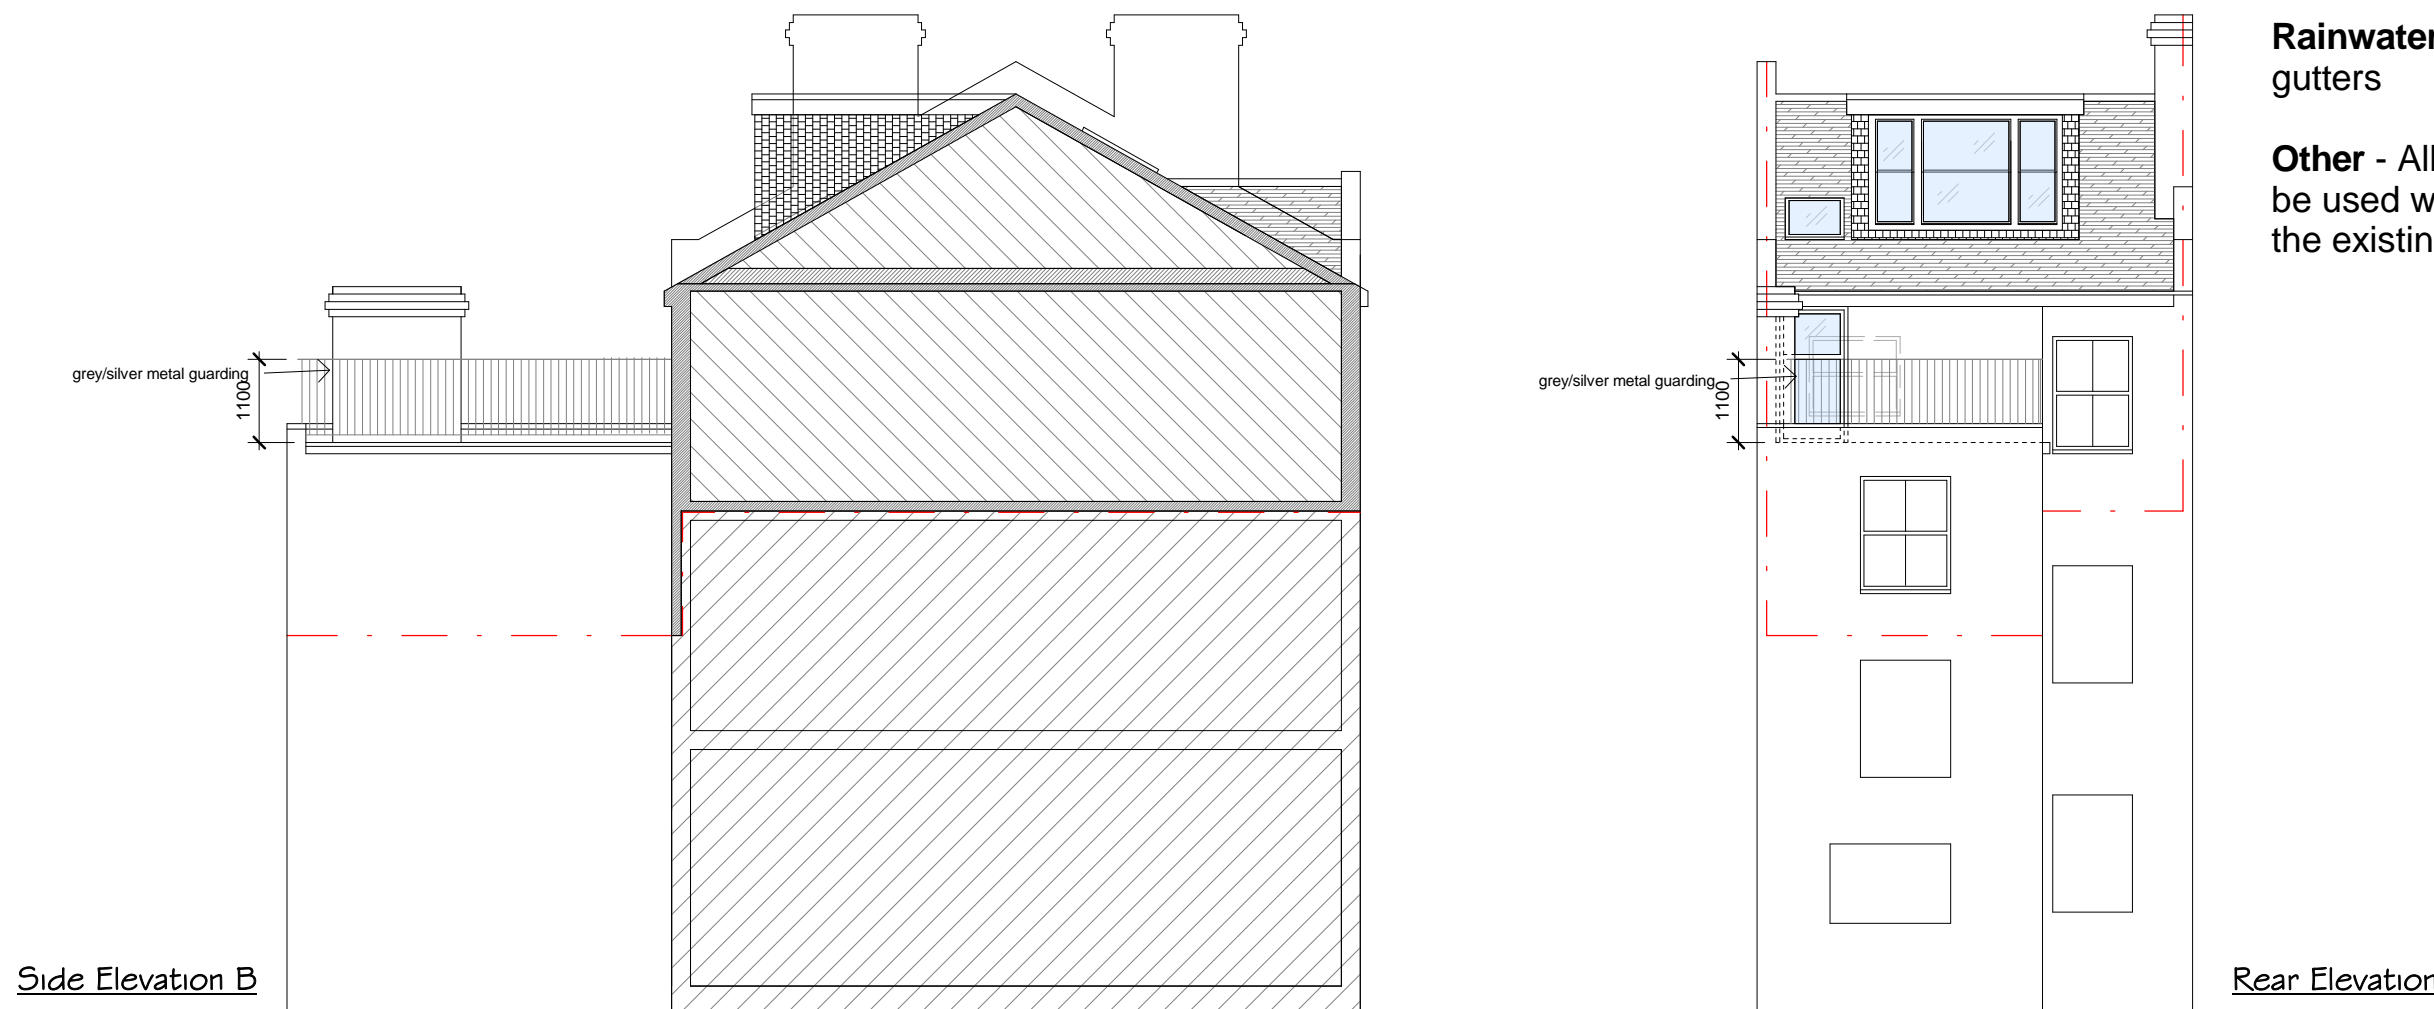 Rainwater
gutters
Other - All
be used w
the existin
grey/silver metal guarding
1100
grey/silver metal guarding
1100
Side Elevation B
Rear Elevation